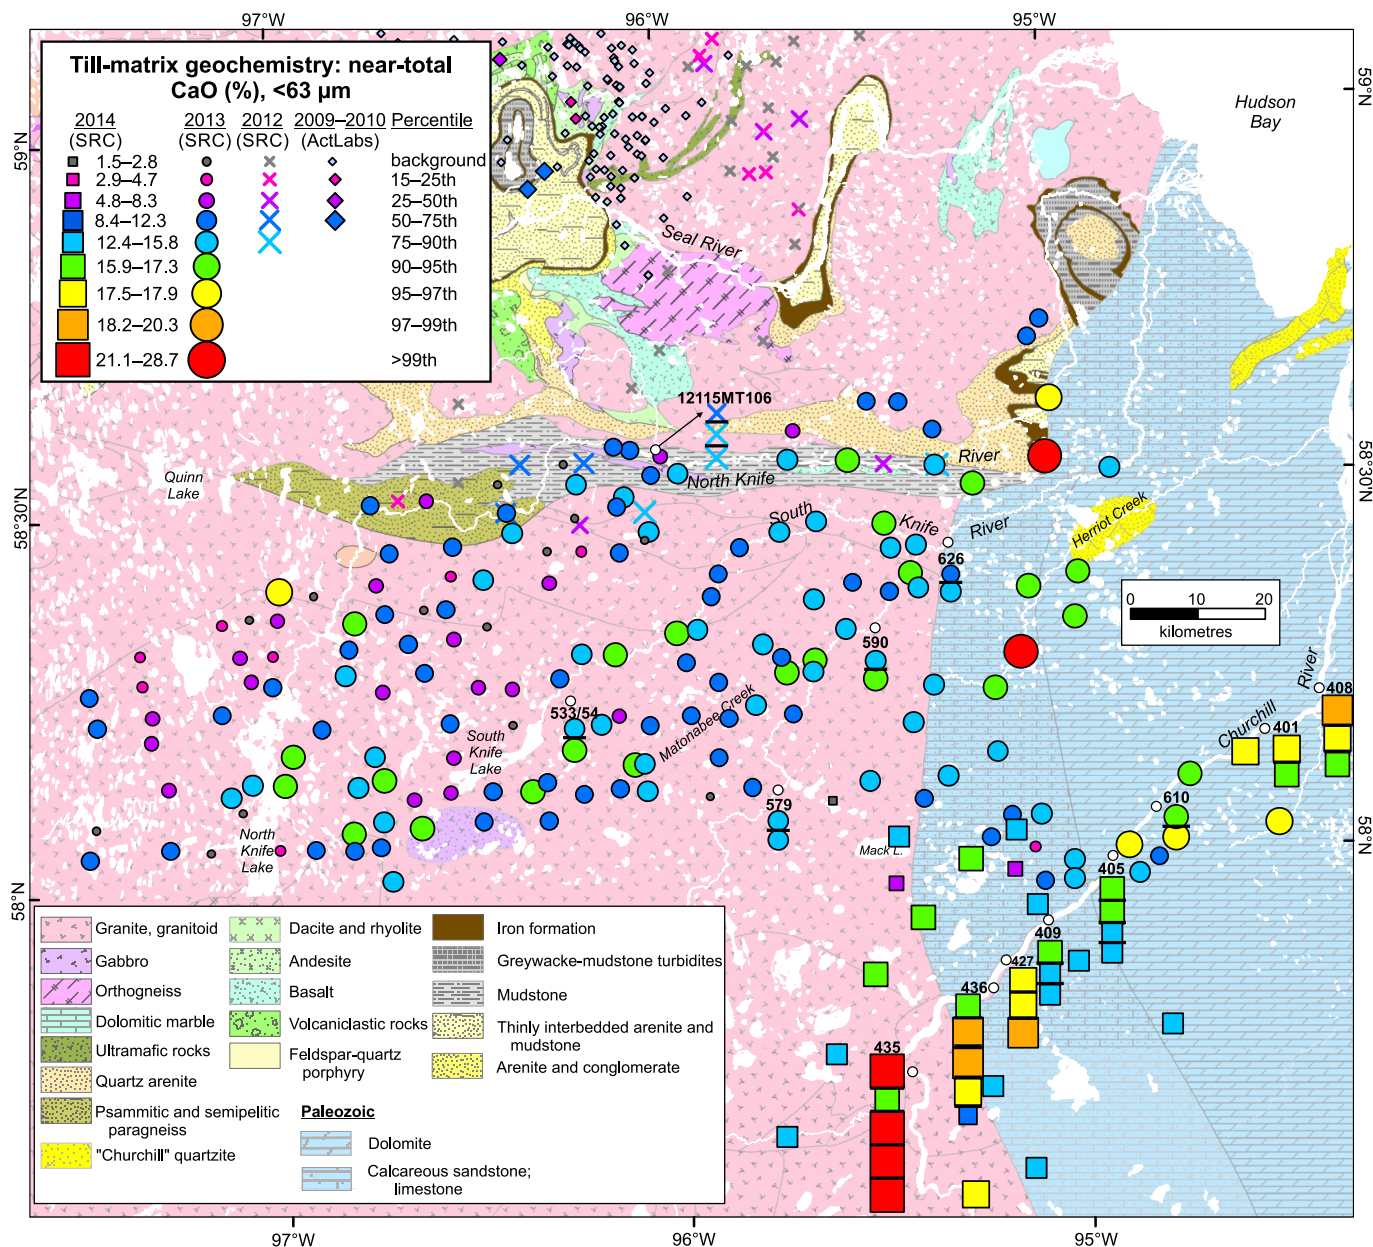 97°W
96°W
95°W
Till-matrix geochemistry: near-total
CaO (%), <63 µm
2014 2013 2012 2009–2010 Percentile
(SRC) (SRC) (SRC) (ActLabs)
1.5–2.8 background
2.9–4.7 15–25th
4.8–8.3 25–50th
8.4–12.3 50–75th
12.4–15.8 75–90th
15.9–17.3 90–95th
17.5–17.9 95–97th
18.2–20.3 97–99th
21.1–28.7 >99th
59°N
59°N
Hudson
Bay
Seal River
12115MT106
Quinn
Lake
North Knife
River
58°30'N
58°30'N
South
Knife
River
Herriot Creek
626
0 10 20
kilometres
590
River
408
533/54
South
Knife
Lake
Matonabee Creek
Churchill
401
579
610
North
Knife
Lake
Mack L.
58°N
58°N
405
409
427
436
435
Granite, granitoid
Gabbro
Orthogneiss
Dolomitic marble
Ultramafic rocks
Quartz arenite
Psammitic and semipelitic
paragneiss
"Churchill" quartzite
Dacite and rhyolite
Andesite
Basalt
Volcaniclastic rocks
Feldspar-quartz
porphyry
Paleozoic
Dolomite
Calcareous sandstone;
limestone
Iron formation
Greywacke-mudstone turbidites
Mudstone
Thinly interbedded arenite and
mudstone
Arenite and conglomerate
97°W
96°W
95°W